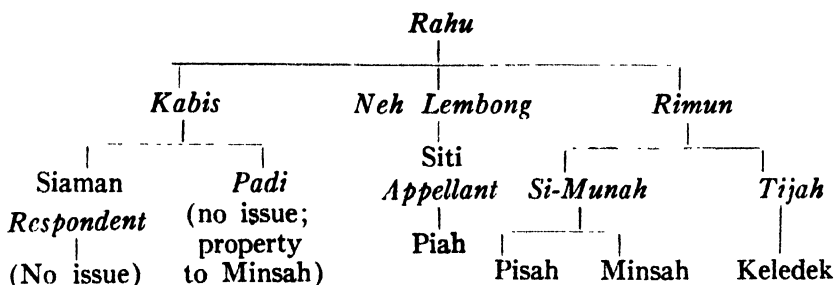 Rahu
Kabis Neh Lembong Rimun
Siaman Padi Siti
Respondent (no issue; Appellant Si-Munah Tijah
property Piah
(No issue) to Minsah) Pisah Minsah Keledek